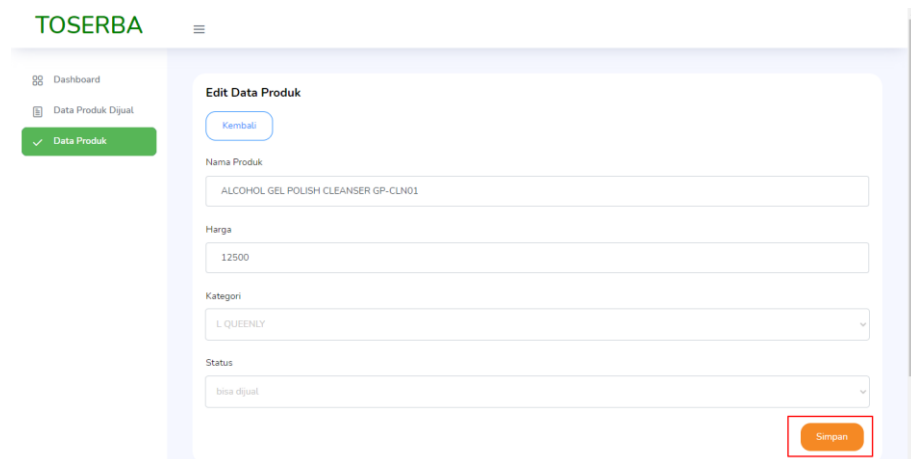 TOSERBA
Dashboard
Data Produk Dijual
Data Produk
Edit Data Produk
Kembali
Nama Produk
ALCOHOL GEL POLISH CLEANSER GP-CLN01
Harga
12500
Kategori
L QUEENLY
Status
bisa dijual
Simpan